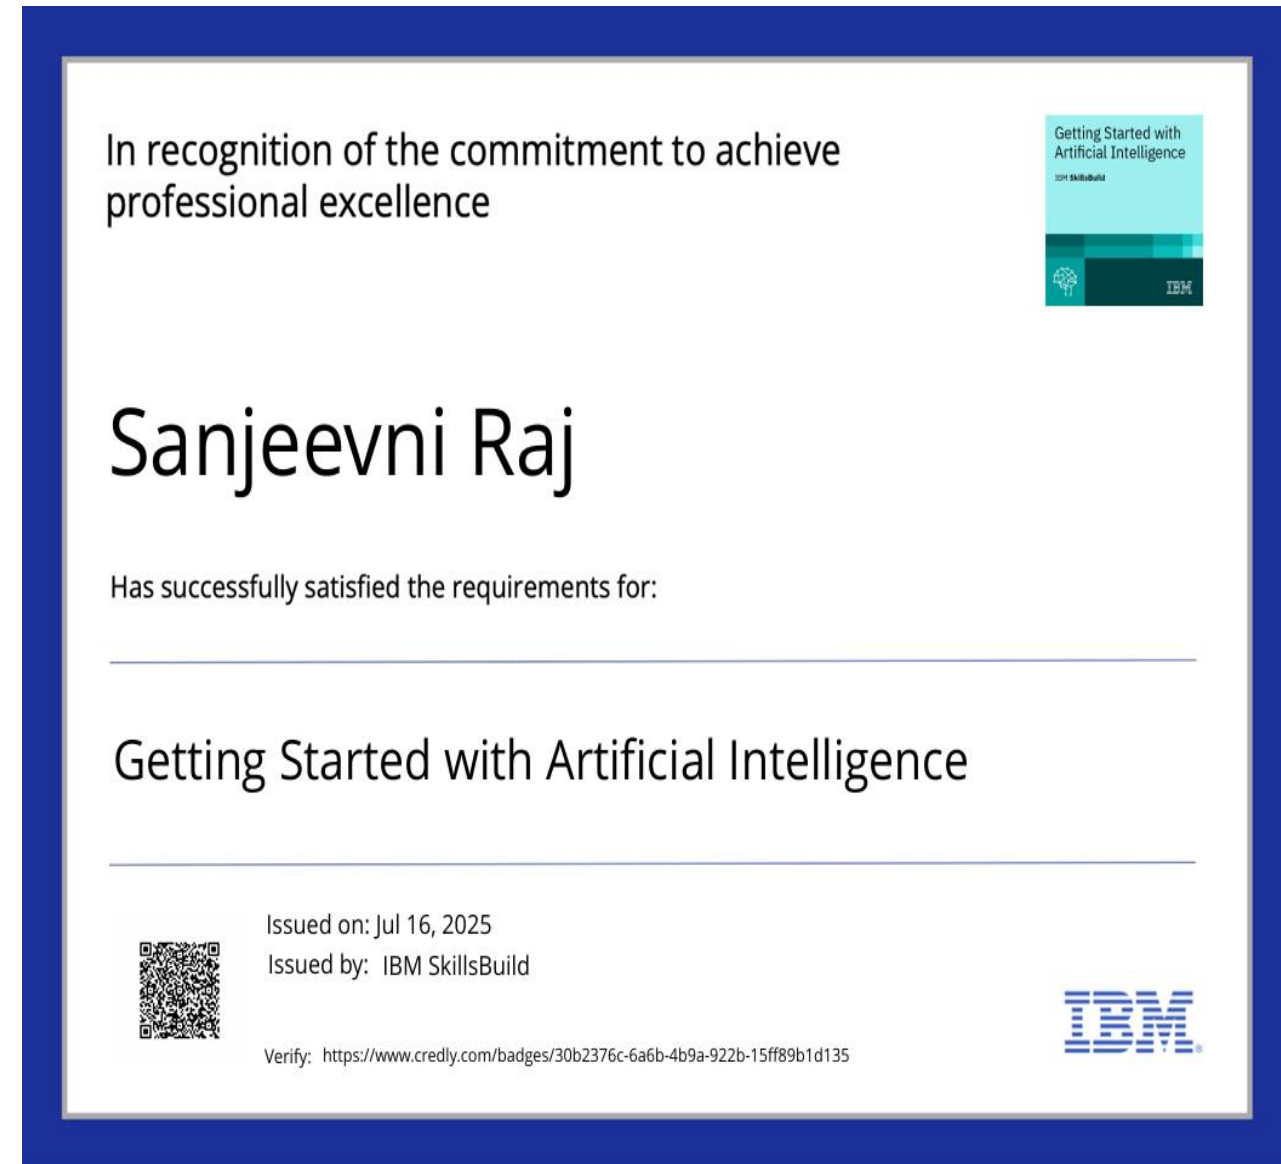 In recognition of the commitment to achieve
professional excellence
Getting Started with
Artificial Intelligence
IBM SkillsBuild
IBM
Sanjeevni Raj
Has successfully satisfied the requirements for:
Getting Started with Artificial Intelligence
Issued on: Jul 16, 2025
Issued by: IBM SkillsBuild
IBM®
Verify: https://www.credly.com/badges/30b2376c-6a6b-4b9a-922b-15ff89b1d135